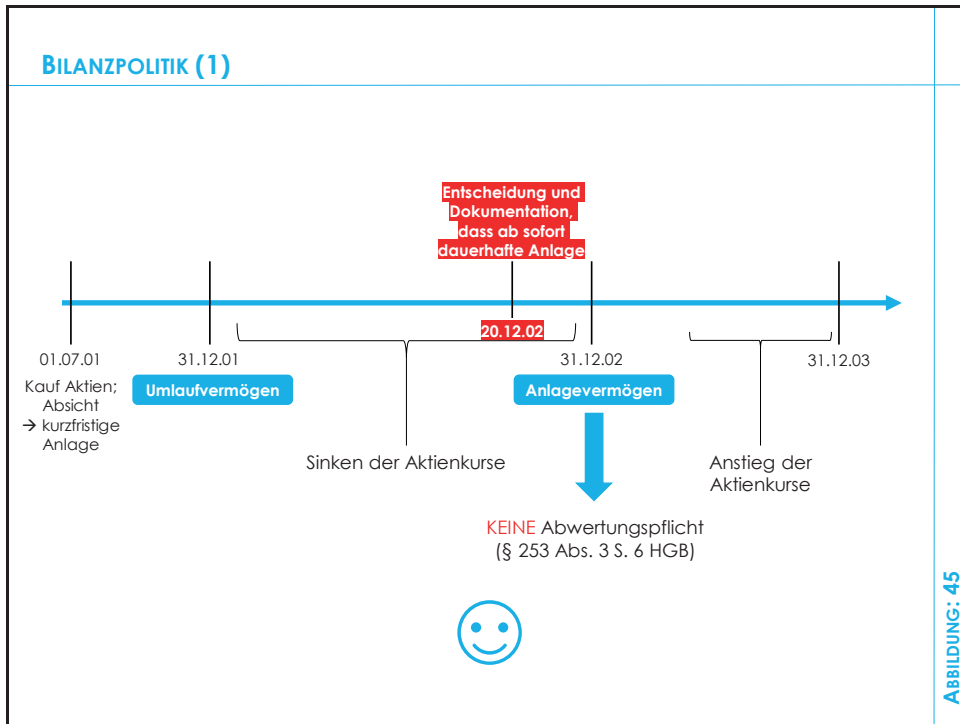 BILANZPOLITIK (1)
Entscheidung und
Dokumentation,
dass ab sofort
dauerhafte Anlage
20.12.02
01.07.01
31.12.01
31.12.02
31.12.03
Kauf Aktien;
Absicht
→ kurzfristige
Anlage
Umlaufvermögen
Anlagevermögen
Sinken der Aktienkurse
Anstieg der
Aktienkurse
KEINE Abwertungspflicht
(§ 253 Abs. 3 S. 6 HGB)
ABBILDUNG: 45